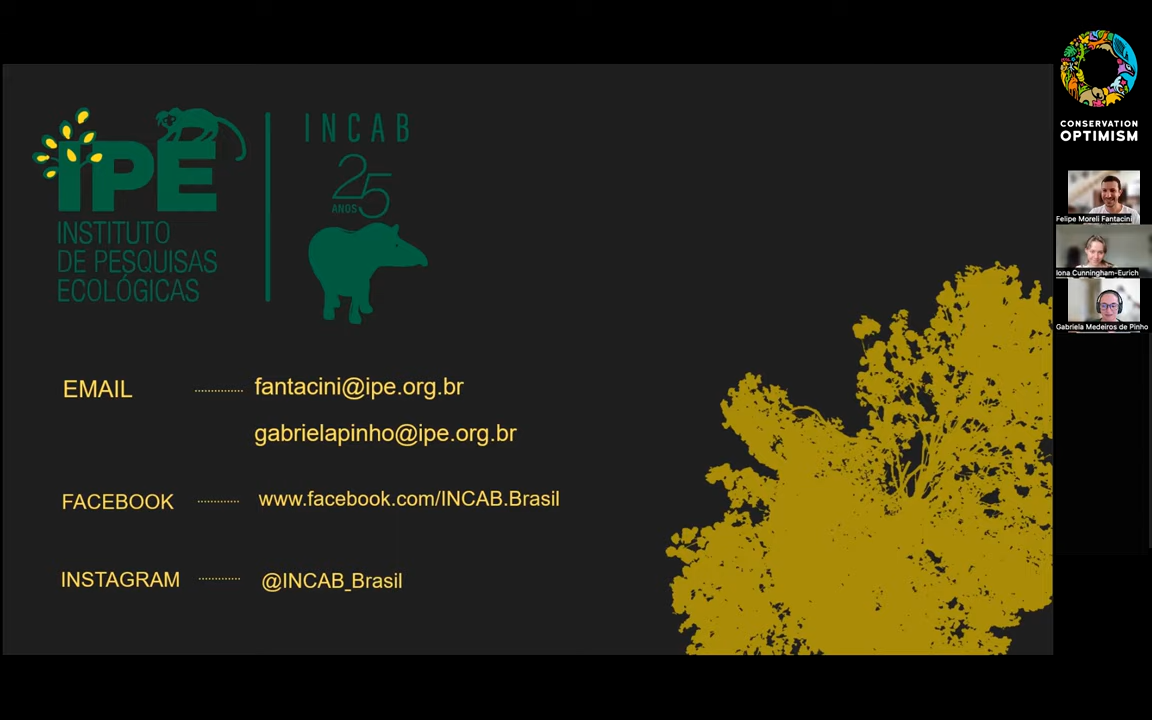 IPÊ
INSTITUTO
DE PESQUISAS
ECOLÓGICAS
INCAB
25
ANOS
EMAIL .............. fantacini@ipe.org.br
gabrielapinho@ipe.org.br
FACEBOOK ............ www.facebook.com/INCAB.Brasil
INSTAGRAM ............ @INCAB_Brasil
CONSERVATION
OPTIMISM
Felipe Moreli Fantacini
Iona Cunningham-Eurich
Gabriela Medeiros de Pinho